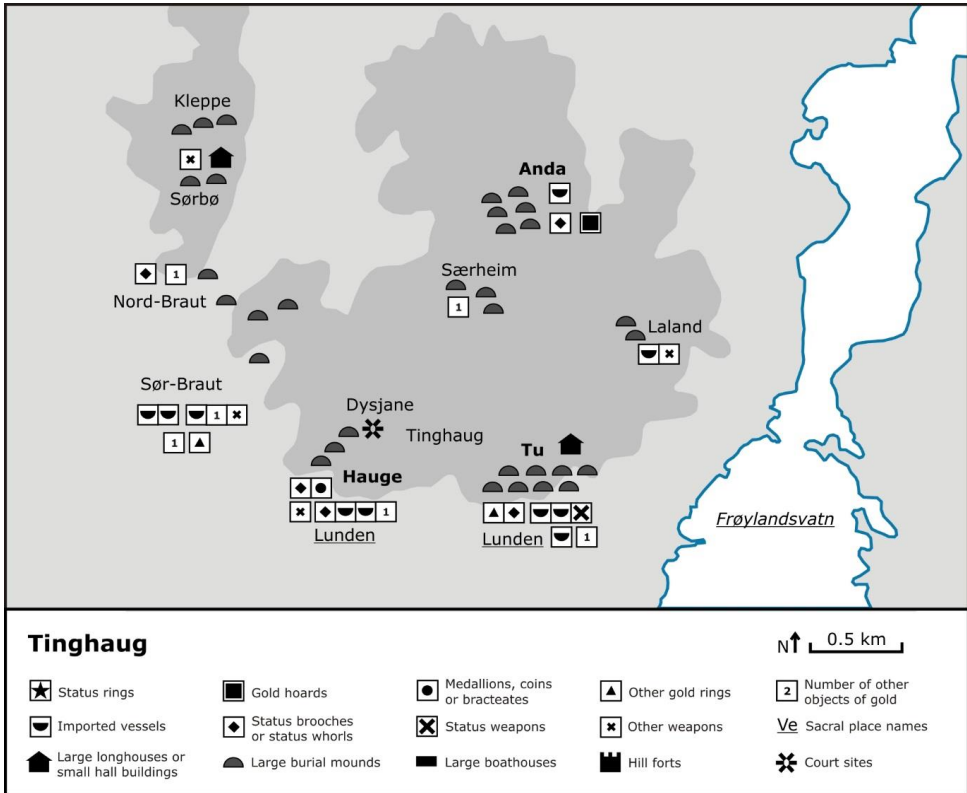 Kleppe
Anda
Sørbø
Særheim
1
1
Nord-Braut
Laland
Sør-Braut
Dysjane
1
Tinghaug
1
Tu
Hauge
1
Lunden
Lunden
1
Frøylandsvatn
Tinghaug
N 0.5 km
Status rings
Gold hoards
Medallions, coins
or bracteates
Other gold rings
2
Number of other
objects of gold
Imported vessels
Status brooches
or status whorls
Status weapons
Other weapons
Ve Sacral place names
Large longhouses or
small hall buildings
Large burial mounds
Large boathouses
Hill forts
Court sites